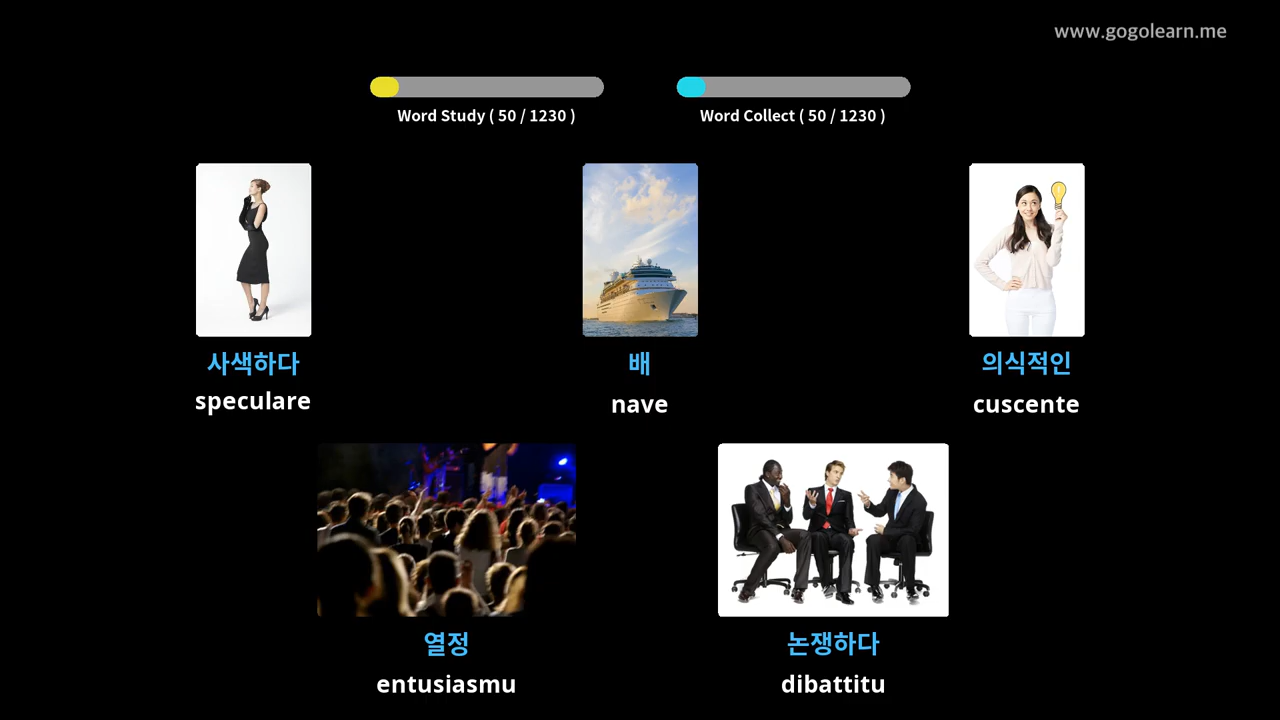 www.gogolearn.me
Word Study ( 50 / 1230 )
Word Collect ( 50 / 1230 )
사색하다
speculare
배
nave
의식적인
cuscente
열정
entusiasmu
논쟁하다
dibattitu